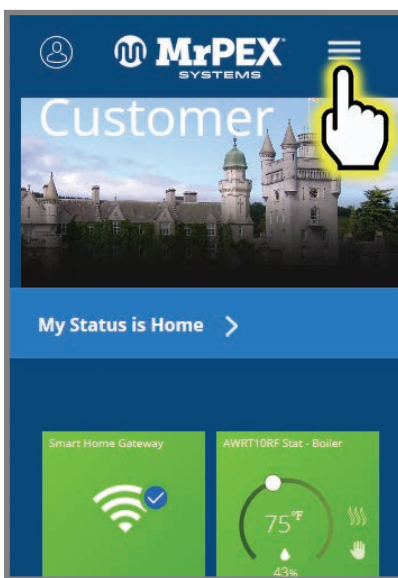 MrPEX
SYSTEMS
Customer
My Status is Home
Smart Home Gateway
AWRT10RF Stat - Boiler
75°F
43%